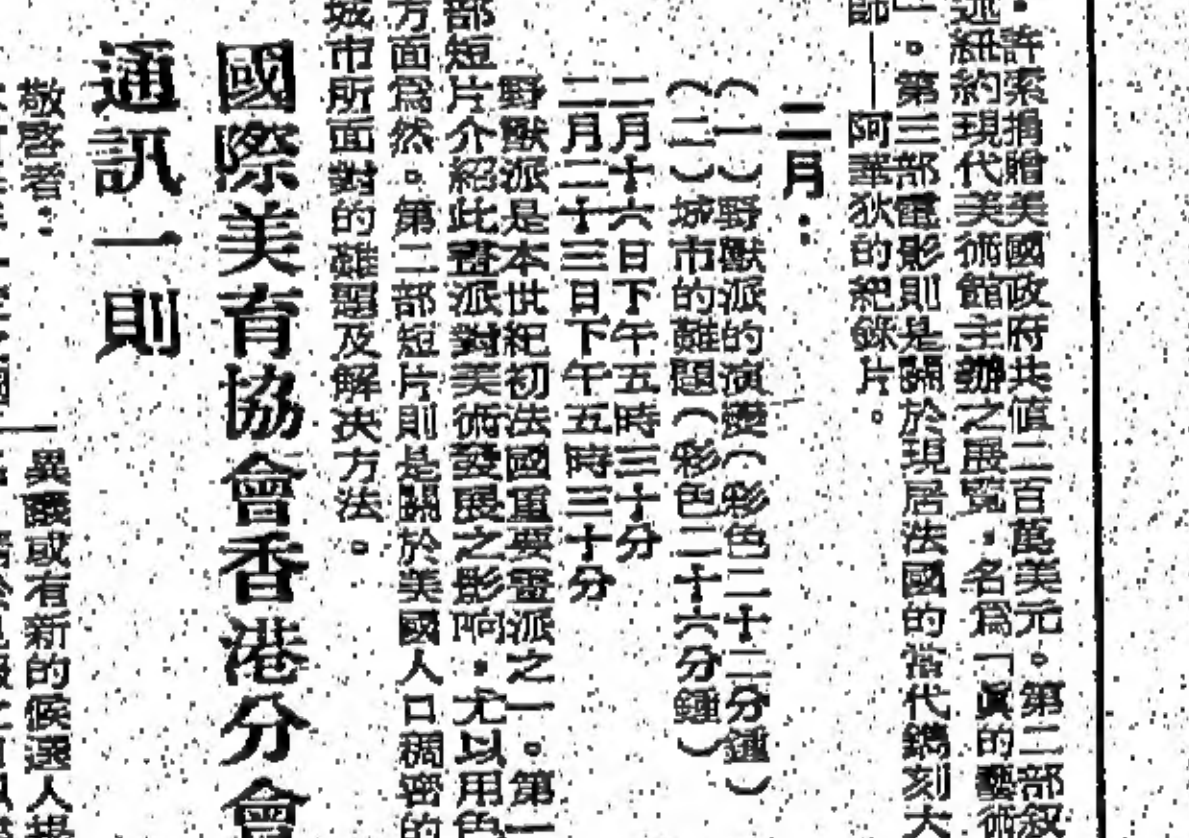 許索捐贈美國政府共值二百萬美元。第二部叙
述紐約現代美術館主辦之展覧，名爲「眞的藝術
」。第三部電影則是關於現居法國的當代鐫刻大
師——阿華狄的紀錄片。
二月：
(一)野獸派的演變(彩色二十二分鐘)
(二)城市的難題(彩色二十六分鐘)
二月十六日下午五時三十分
二月二十三日下午五時三十分
野獸派是本世紀初法國重要畫派之一。第一
部短片介紹此畫派對美術發展之影响，尤以用色
方面爲然。第二部短片則是關於美國人口稠密的
城市所面對的難題及解决方法。
國際美育協會香港分會
通訊一則
敬啓者：
異議或有新的候選人